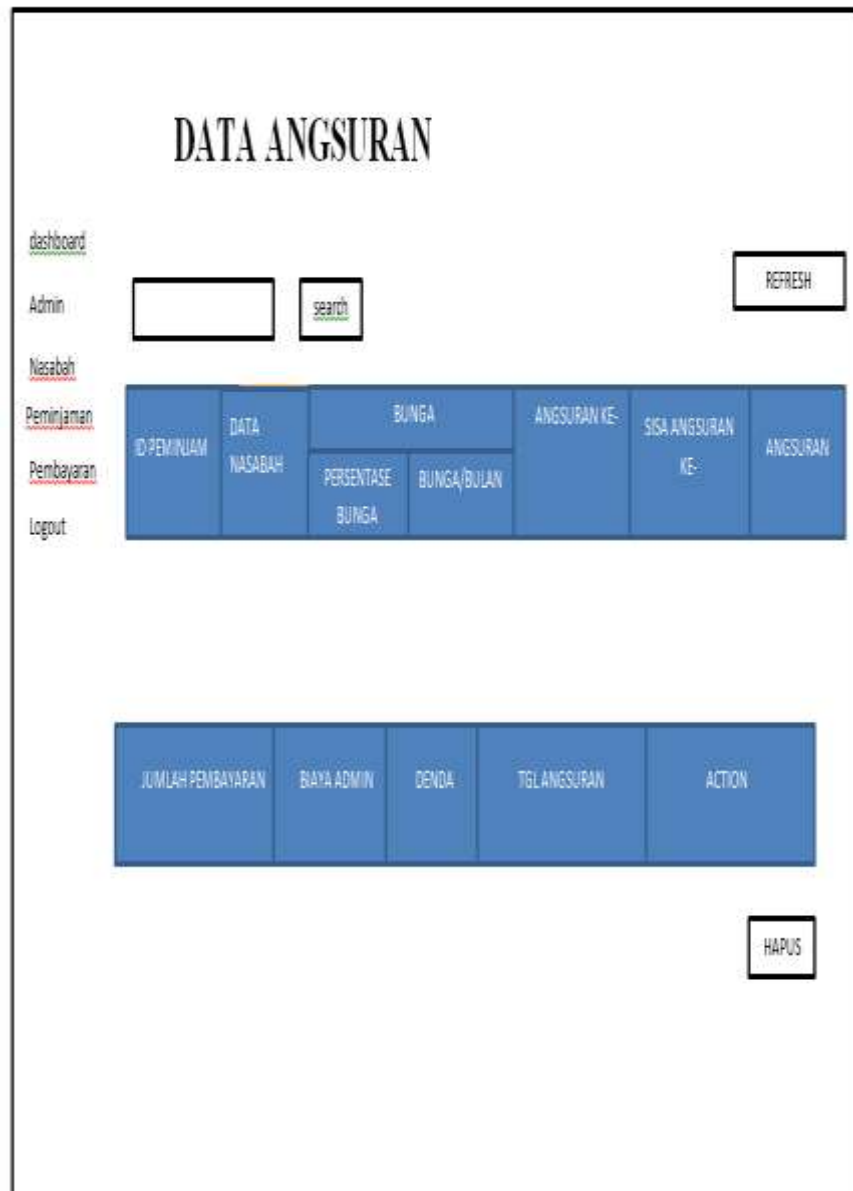 DATA ANGSURAN
dashboard
Admin
Nasabah
Peminjaman
Pembayaran
Logout
search
REFRESH
ID PEMINJAM
DATA
NASABAH
BUNGA
PERSENTASE
BUNGA
BUNGA/BULAN
ANGSURAN KE-
SISA ANGSURAN
KE-
ANGSURAN
JUMLAH PEMBAYARAN
BIAYA ADMIN
DENDA
TGL ANGSURAN
ACTION
HAPUS